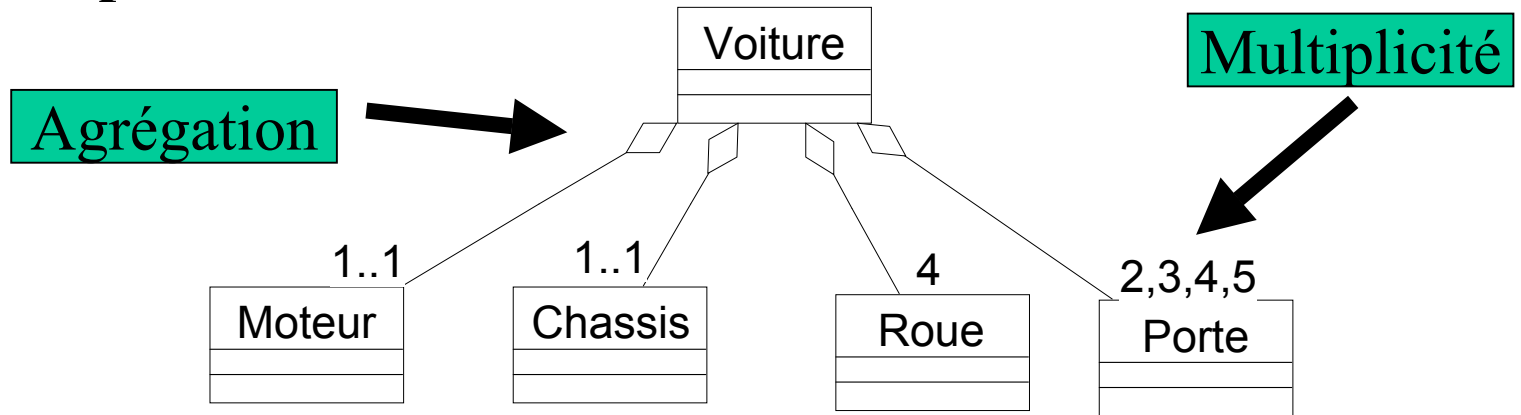 Voiture
Multiplicité
Agrégation
1..1
1..1
4
2,3,4,5
Moteur
Chassis
Roue
Porte